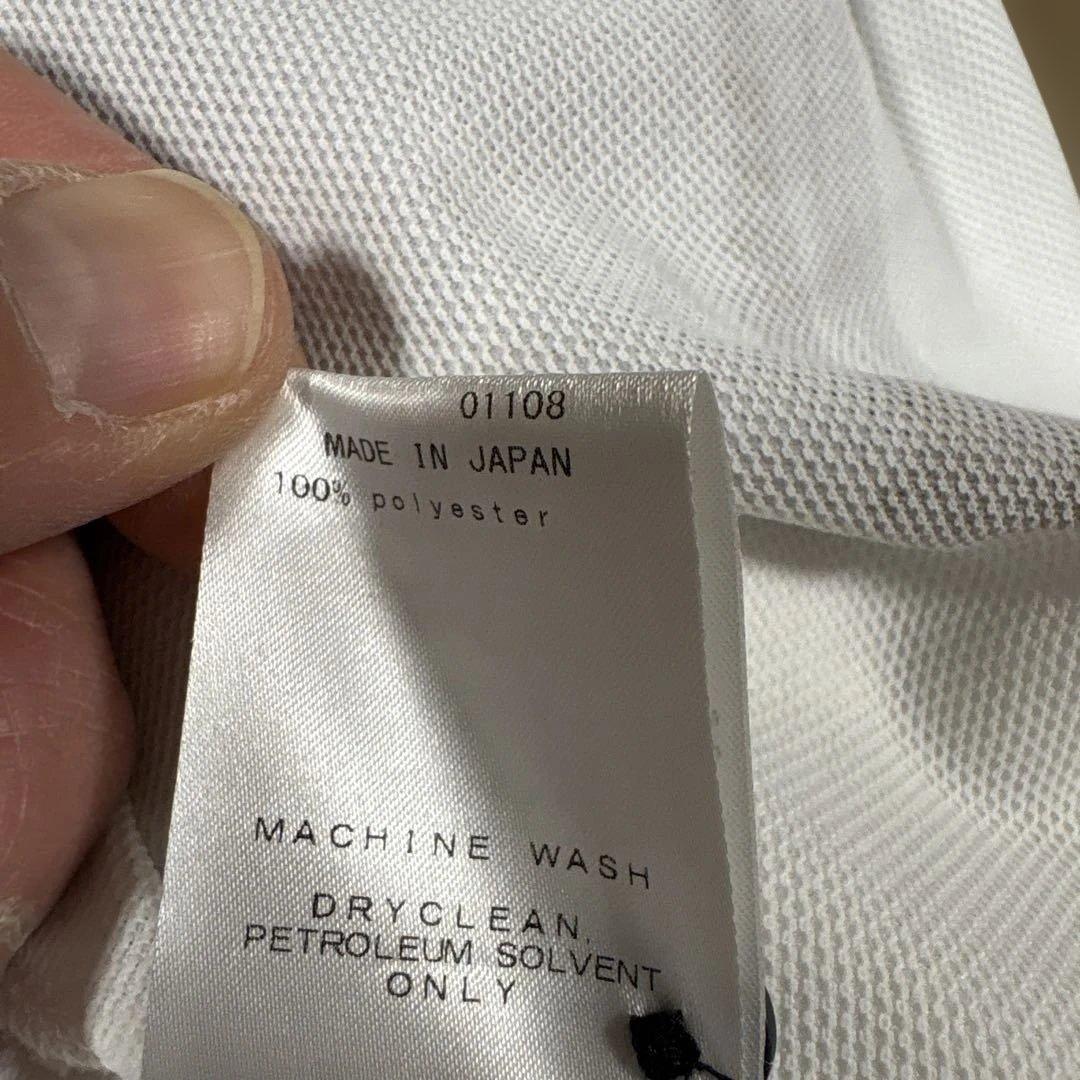 01108
MADE IN JAPAN
100% polyester
MACHINE WASH
DRYCLEAN,
PETROLEUM SOLVENT
ONLY